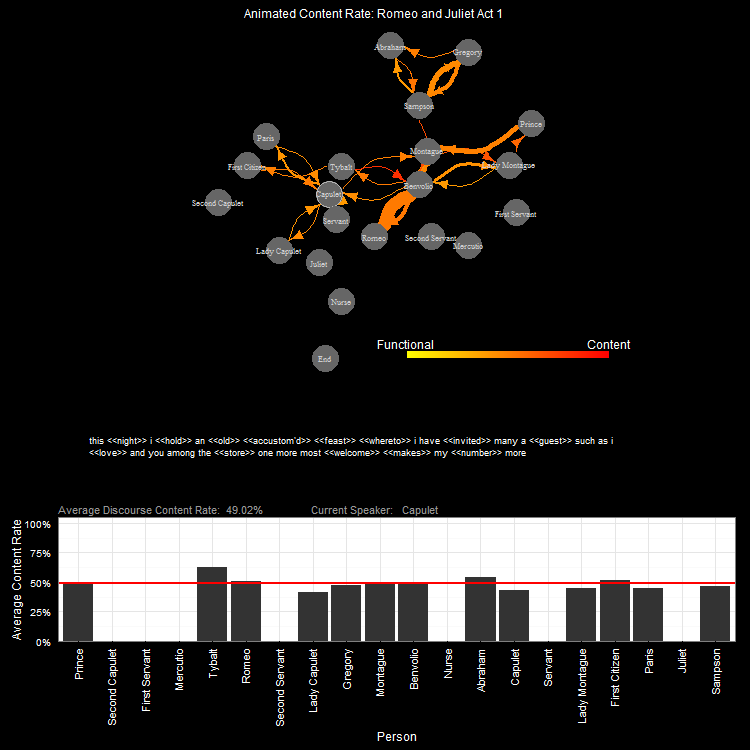 Animated Content Rate: Romeo and Juliet Act 1
Abraham
Gregory
Sampson
Prince
Paris
Montague
First Citizen
Tybalt
Lady Montague
Benvolio
Capulet
Second Capulet
First Servant
Servant
Romeo
Second Servant
Mercutio
Lady Capulet
Juliet
Nurse
Functional Content
End
this <<night>> i <<hold>> an <<old>> <<accustom'd>> <<feast>> <<whereto>> i have <<invited>> many a <<guest>> such as i
<<love>> and you among the <<store>> one more most <<welcome>> <<makes>> my <<number>> more
Average Discourse Content Rate: 49.02% Current Speaker: Capulet
Average Content Rate
100%
75%
50%
25%
0%
Prince
Second Capulet
First Servant
Mercutio
Tybalt
Romeo
Second Servant
Lady Capulet
Gregory
Montague
Benvolio
Nurse
Abraham
Capulet
Servant
Lady Montague
First Citizen
Paris
Juliet
Sampson
Person